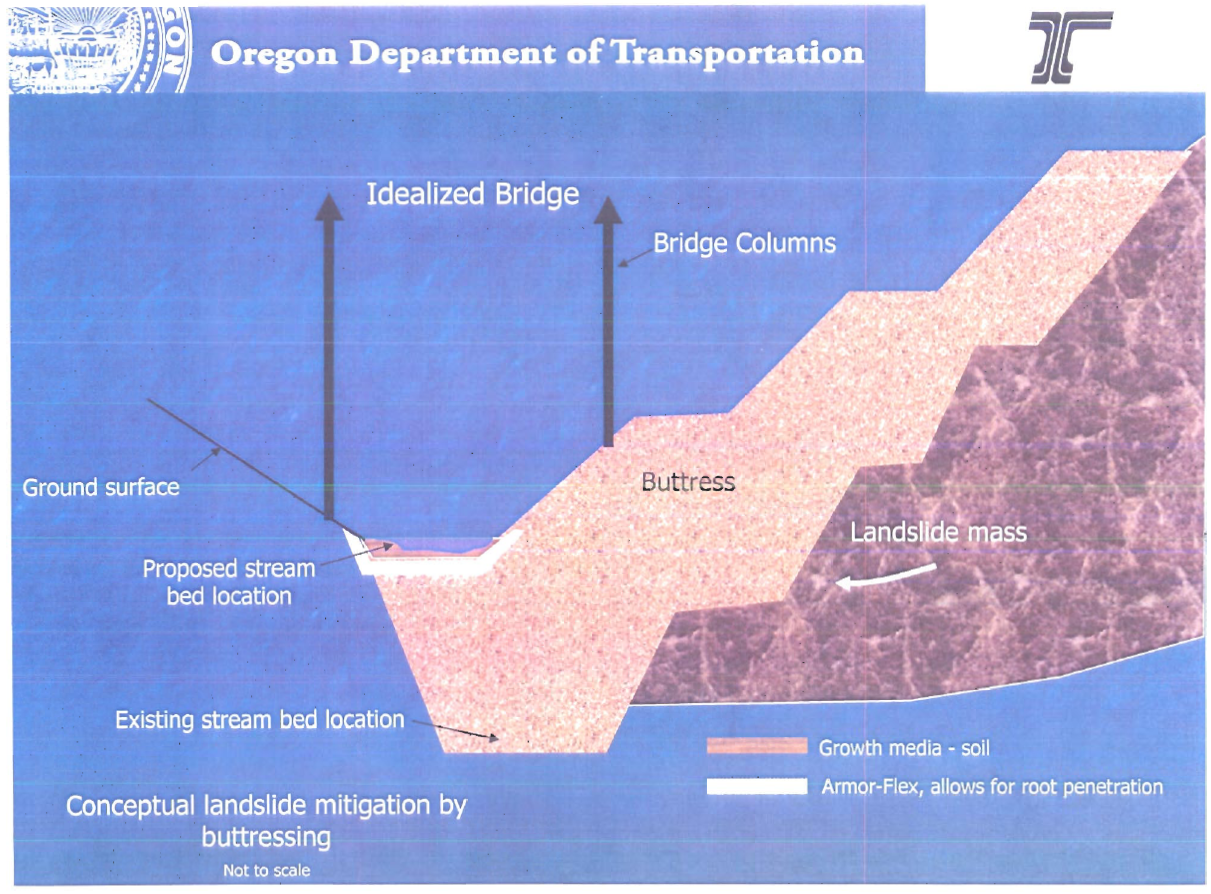 GON
Oregon Department of Transportation
Idealized Bridge
Bridge Columns
Ground surface
Buttress
Landslide mass
Proposed stream
bed location
Existing stream bed location
Growth media - soil
Armor-Flex, allows for root penetration
Conceptual landslide mitigation by
buttressing
Not to scale